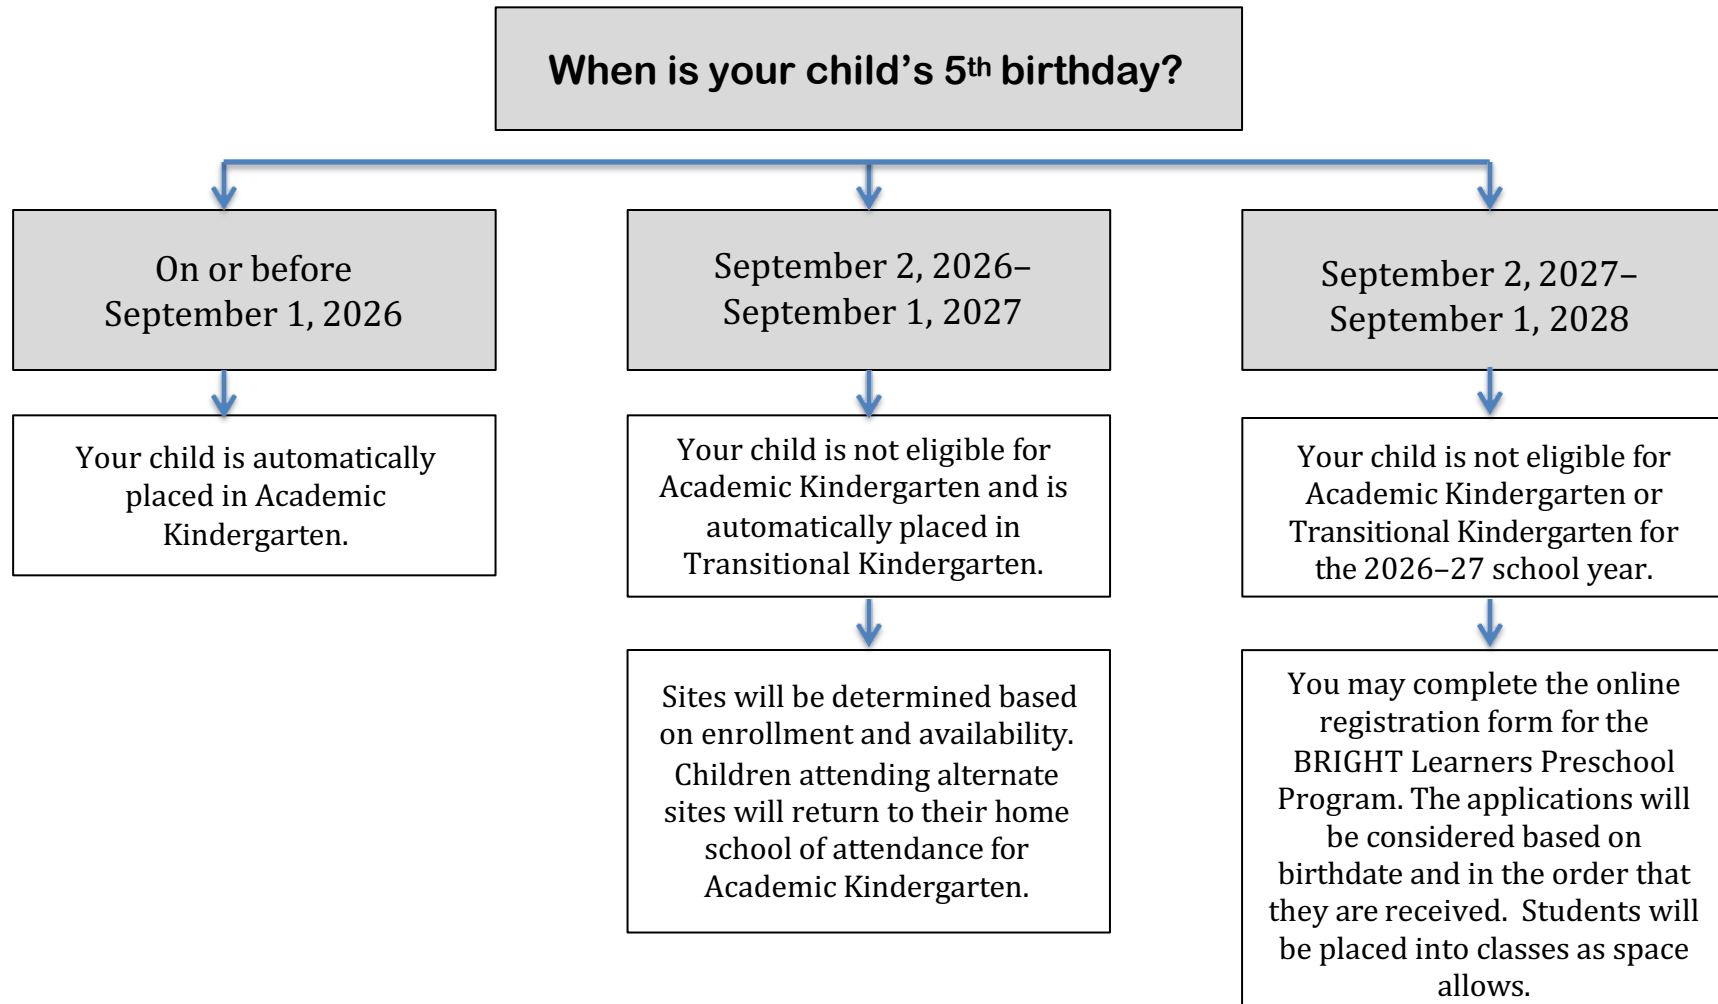 When is your child's 5th birthday?
On or before
September 1, 2026
September 2, 2026–
September 1, 2027
September 2, 2027–
September 1, 2028
Your child is automatically
placed in Academic
Kindergarten.
Your child is not eligible for
Academic Kindergarten and is
automatically placed in
Transitional Kindergarten.
Your child is not eligible for
Academic Kindergarten or
Transitional Kindergarten for
the 2026–27 school year.
Sites will be determined based
on enrollment and availability.
Children attending alternate
sites will return to their home
school of attendance for
Academic Kindergarten.
You may complete the online
registration form for the
BRIGHT Learners Preschool
Program. The applications will
be considered based on
birthdate and in the order that
they are received.  Students will
be placed into classes as space
allows.